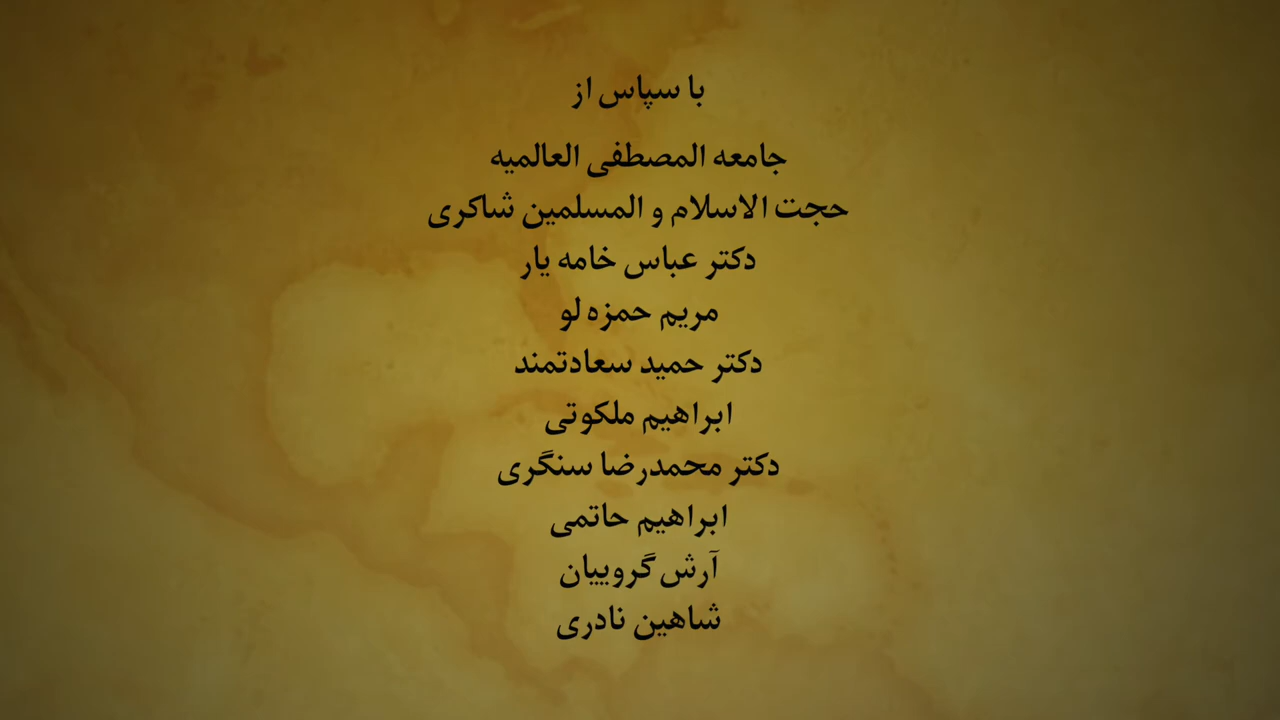 با سپاس از
جامعه المصطفی العالمیه
حجت الاسلام و المسلمین شاکری
دکتر عباس خامه یار
مریم حمزه لو
دکتر حمید سعادتمند
ابراهیم ملکوتی
دکتر محمدرضا سنگری
ابراهیم حاتمی
آرش گروییان
شاهین نادری